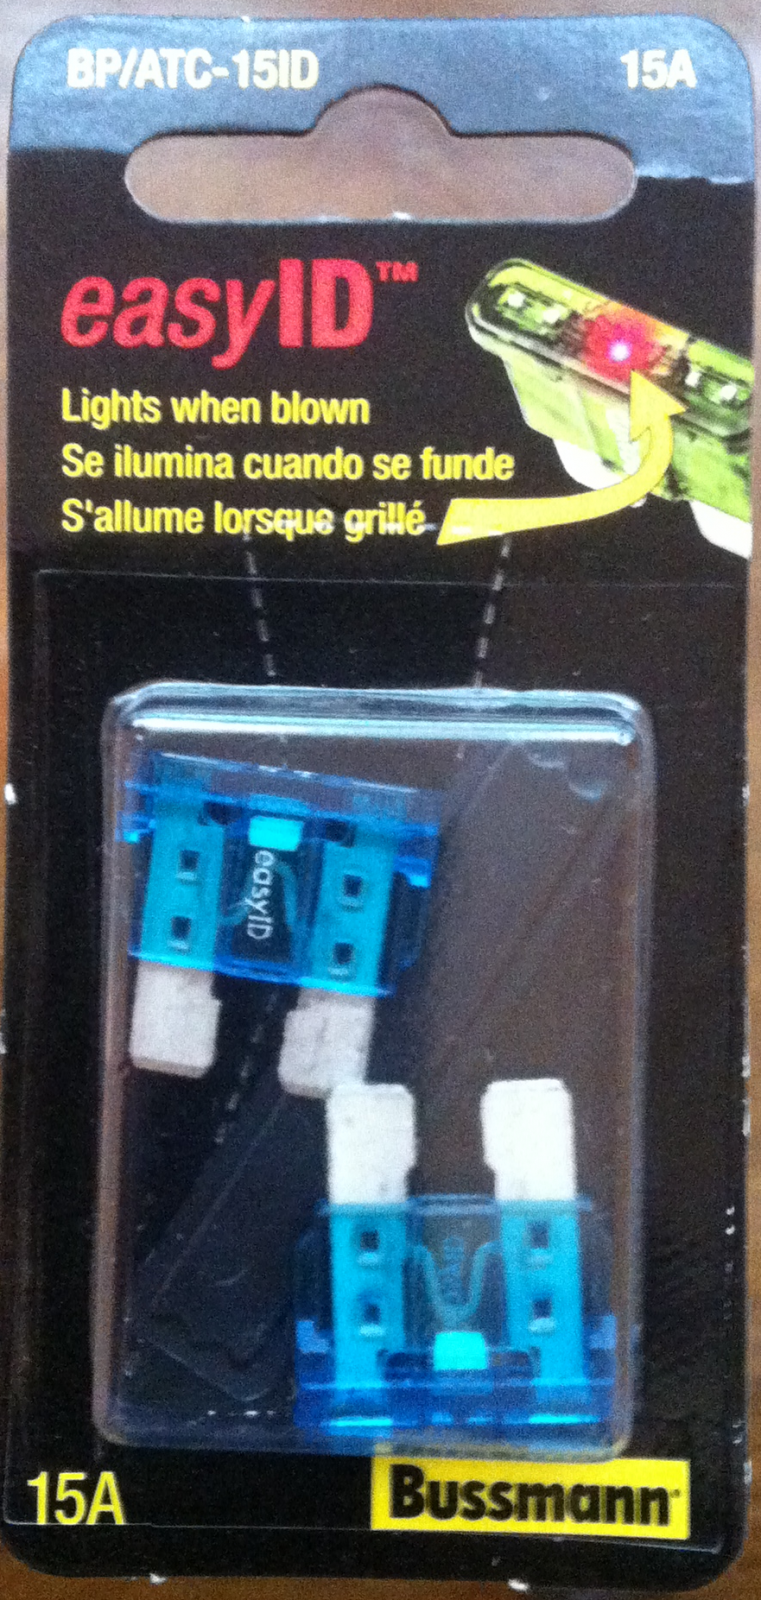 BP/ATC-15ID 15A
easyID™
Lights when blown
Se ilumina cuando se funde
S'allume lorsque grillé
easyID
15A
Bussmann